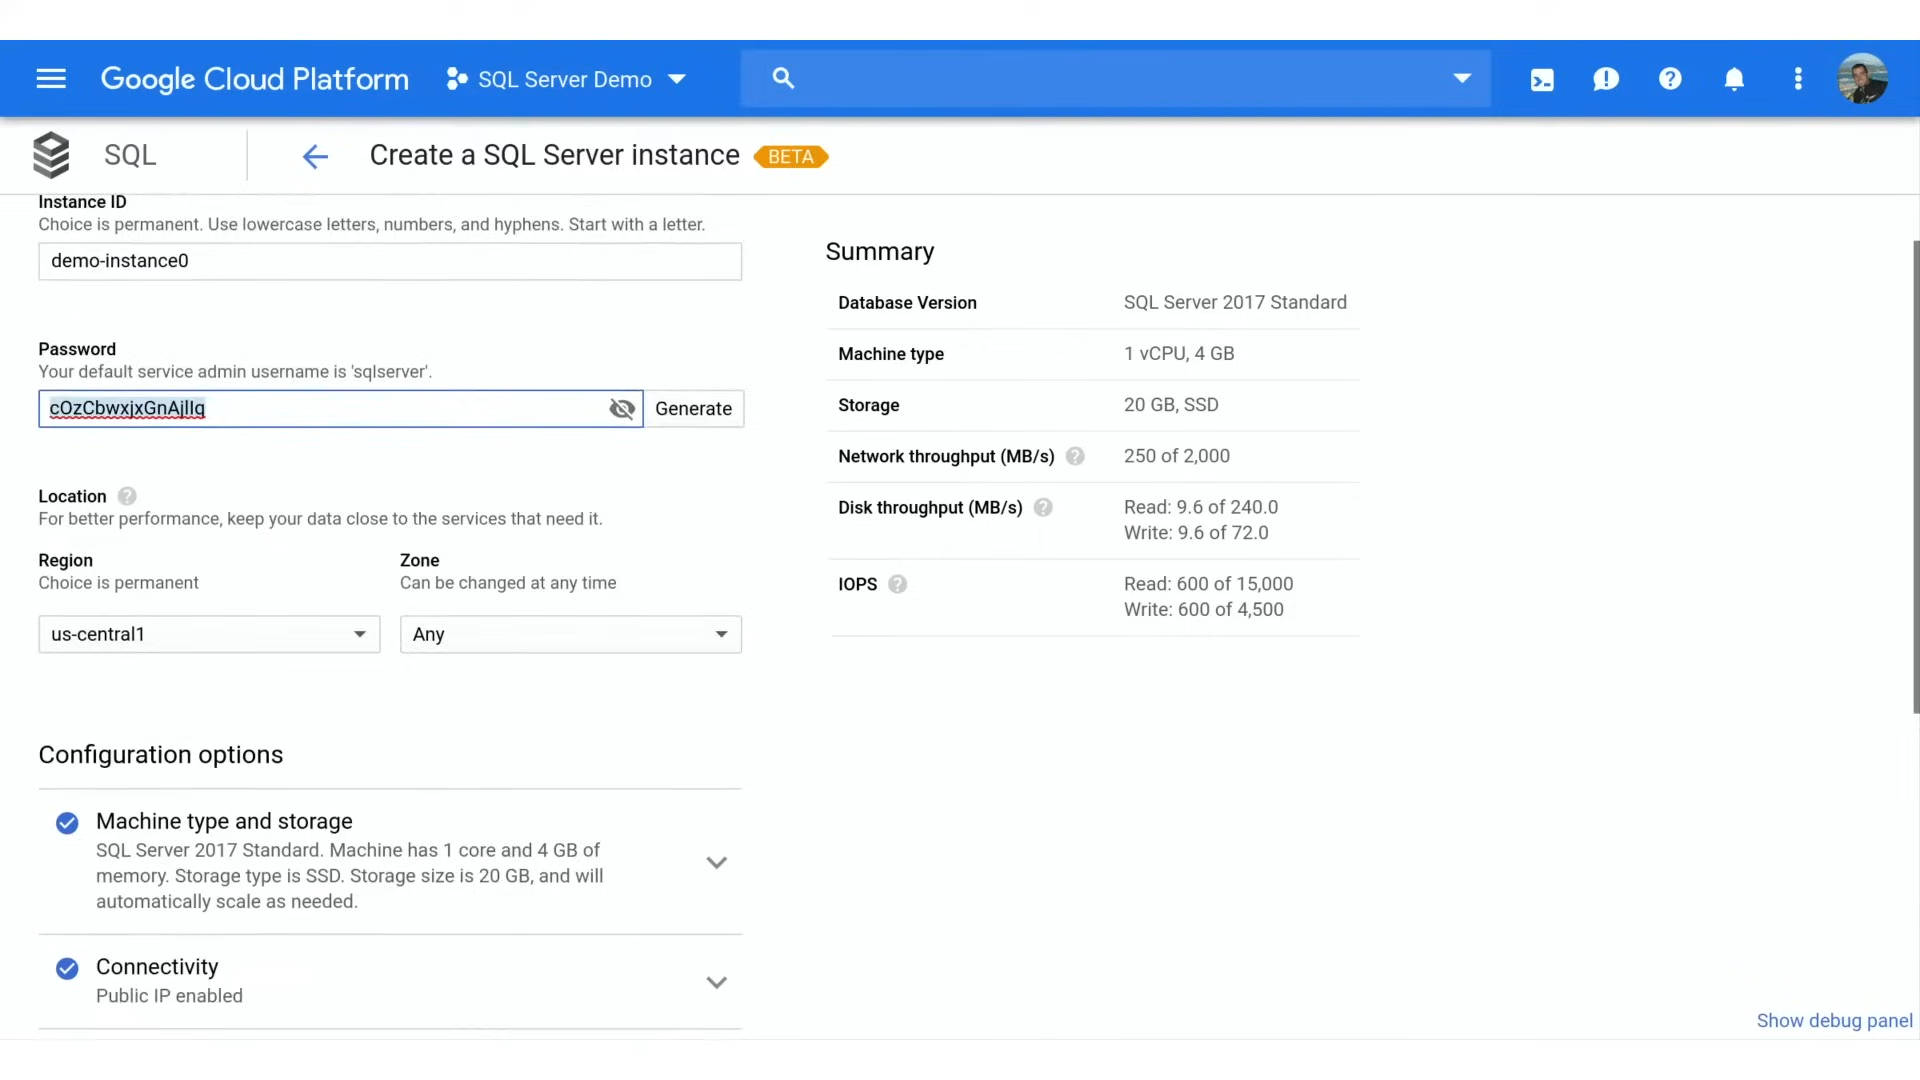 Google Cloud Platform
SQL Server Demo
SQL
Create a SQL Server instance
BETA
Instance ID
Choice is permanent. Use lowercase letters, numbers, and hyphens. Start with a letter.
demo-instance0
Password
Your default service admin username is 'sqlserver'.
cOzCbwxjxGnAjlIq
Generate
Location
For better performance, keep your data close to the services that need it.
Region
Choice is permanent
us-central1
Zone
Can be changed at any time
Any
Configuration options
Machine type and storage
SQL Server 2017 Standard. Machine has 1 core and 4 GB of
memory. Storage type is SSD. Storage size is 20 GB, and will
automatically scale as needed.
Connectivity
Public IP enabled
Summary
Database Version
SQL Server 2017 Standard
Machine type
1 vCPU, 4 GB
Storage
20 GB, SSD
Network throughput (MB/s)
250 of 2,000
Disk throughput (MB/s)
Read: 9.6 of 240.0
Write: 9.6 of 72.0
IOPS
Read: 600 of 15,000
Write: 600 of 4,500
Show debug panel